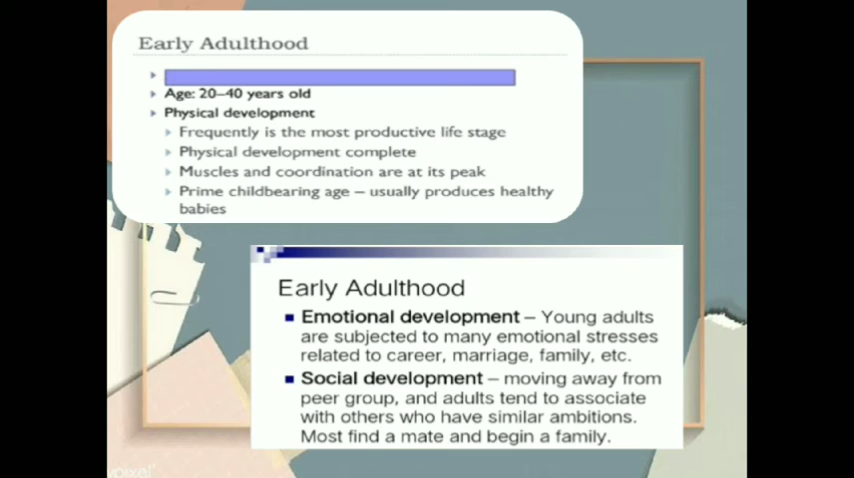 Early Adulthood
Age: 20–40 years old
Physical development
Frequently is the most productive life stage
Physical development complete
Muscles and coordination are at its peak
Prime childbearing age – usually produces healthy
babies
Early Adulthood
Emotional development – Young adults
are subjected to many emotional stresses
related to career, marriage, family, etc.
Social development – moving away from
peer group, and adults tend to associate
with others who have similar ambitions.
Most find a mate and begin a family.